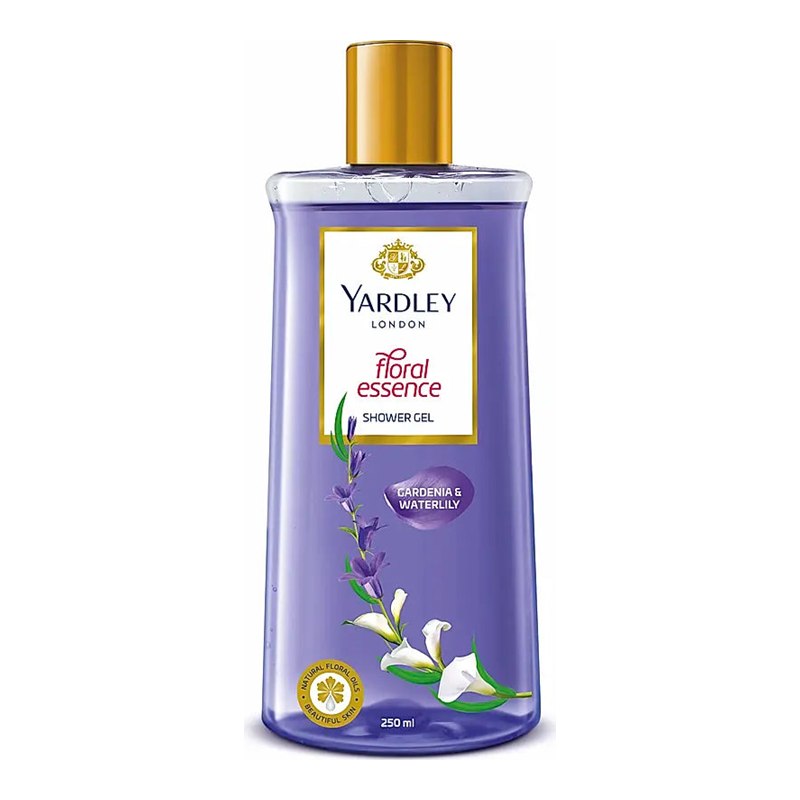 YARDLEY
LONDON
floral
essence
SHOWER GEL
GARDENIA &
WATERLILY
• NATURAL FLORAL OILS •
BEAUTIFUL SKIN
250 ml